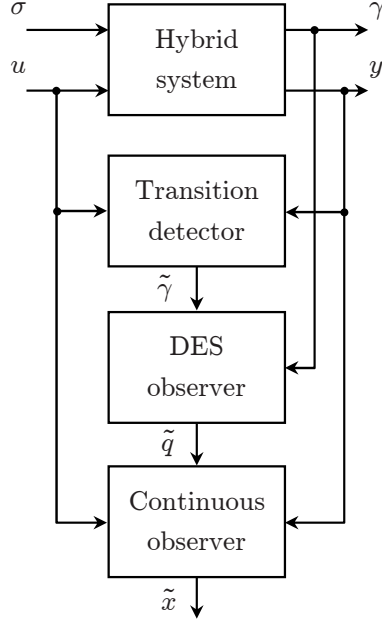 σ
γ
Hybrid
system
u
y
Transition
detector
γ̃
DES
observer
q̃
Continuous
observer
x̃